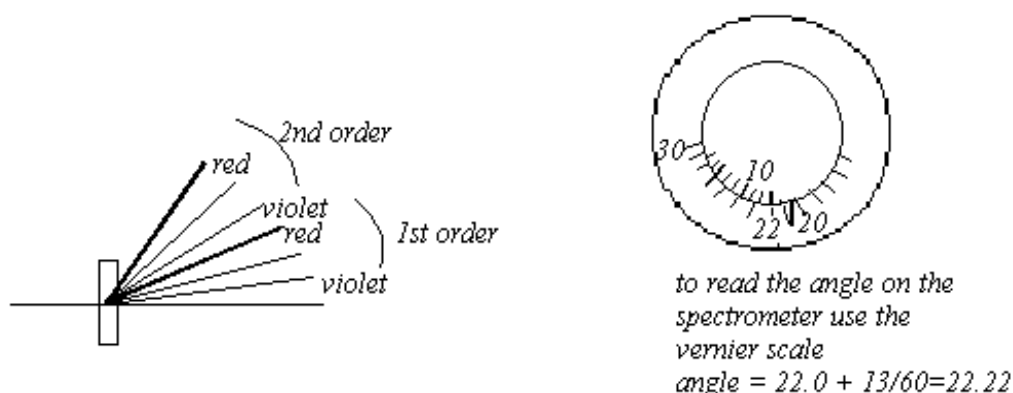 2nd order
red
violet
red
1st order
violet
30
10
22
20
to read the angle on the
spectrometer use the
vernier scale
angle = 22.0 + 13/60=22.22